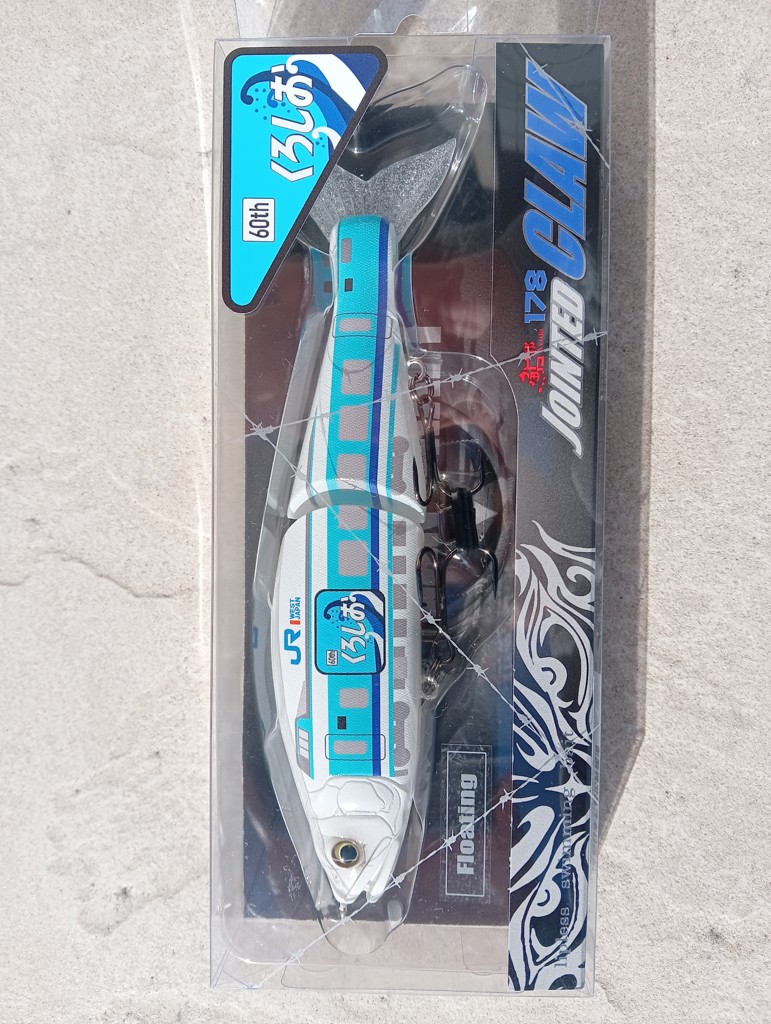 くろしお
60th
JOINTED CLAW
178
JR
WEST
JAPAN
くろしお
60th
Floating